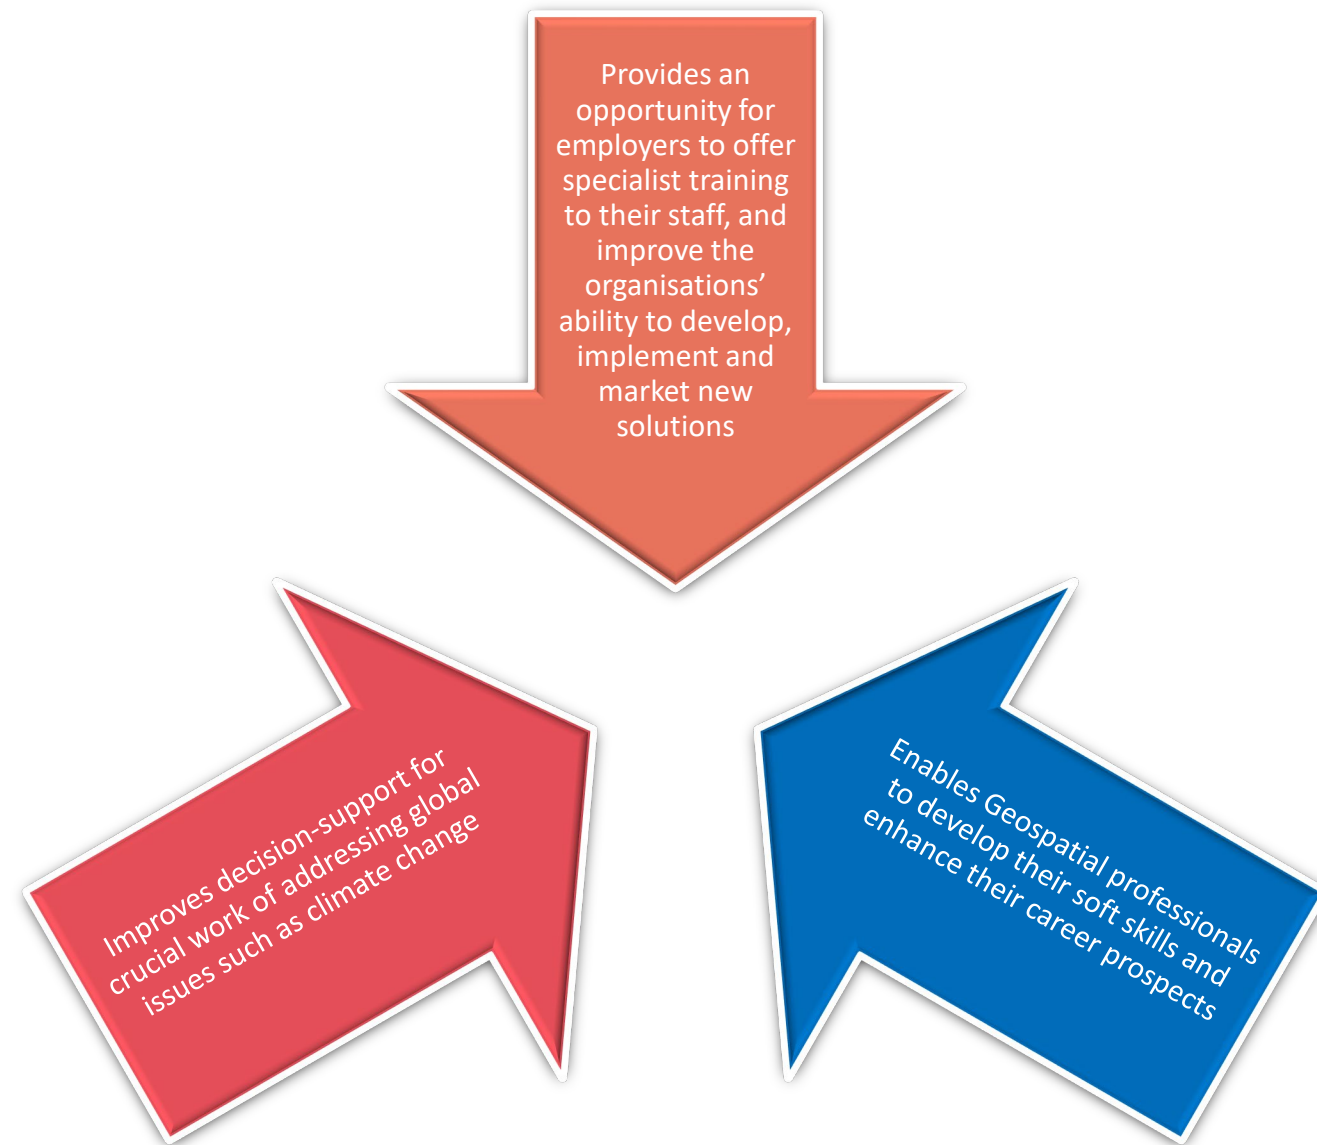 Provides an
opportunity for
employers to offer
specialist training
to their staff, and
improve the
organisations’
ability to develop,
implement and
market new
solutions
Improves decision-support for
crucial work of addressing global
issues such as climate change
Enables Geospatial professionals
to develop their soft skills and
enhance their career prospects